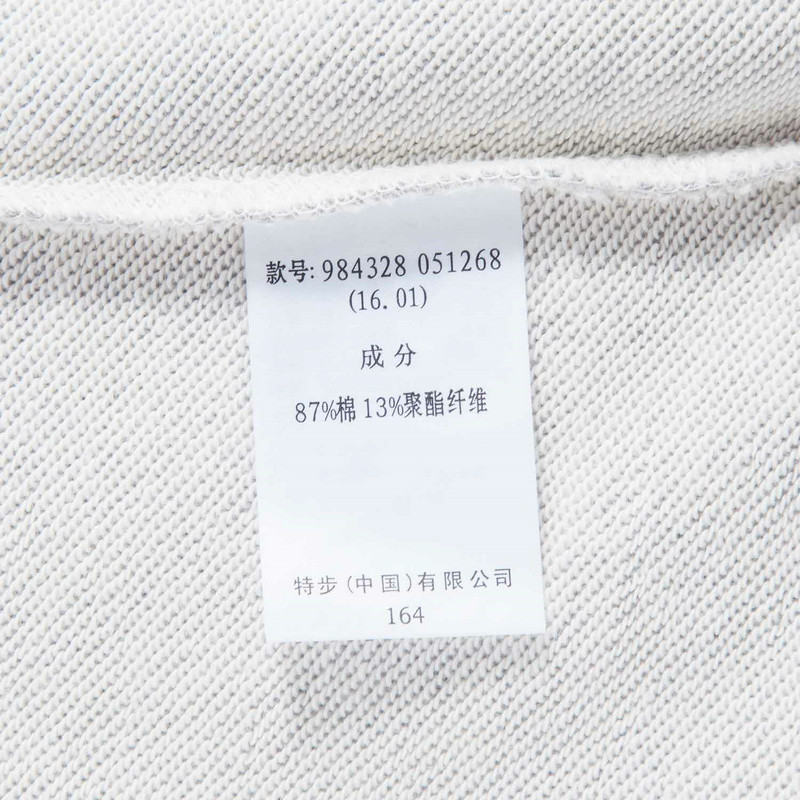 款号: 984328 051268
(16.01)
成分
87%棉 13%聚酯纤维
特步(中国)有限公司
164